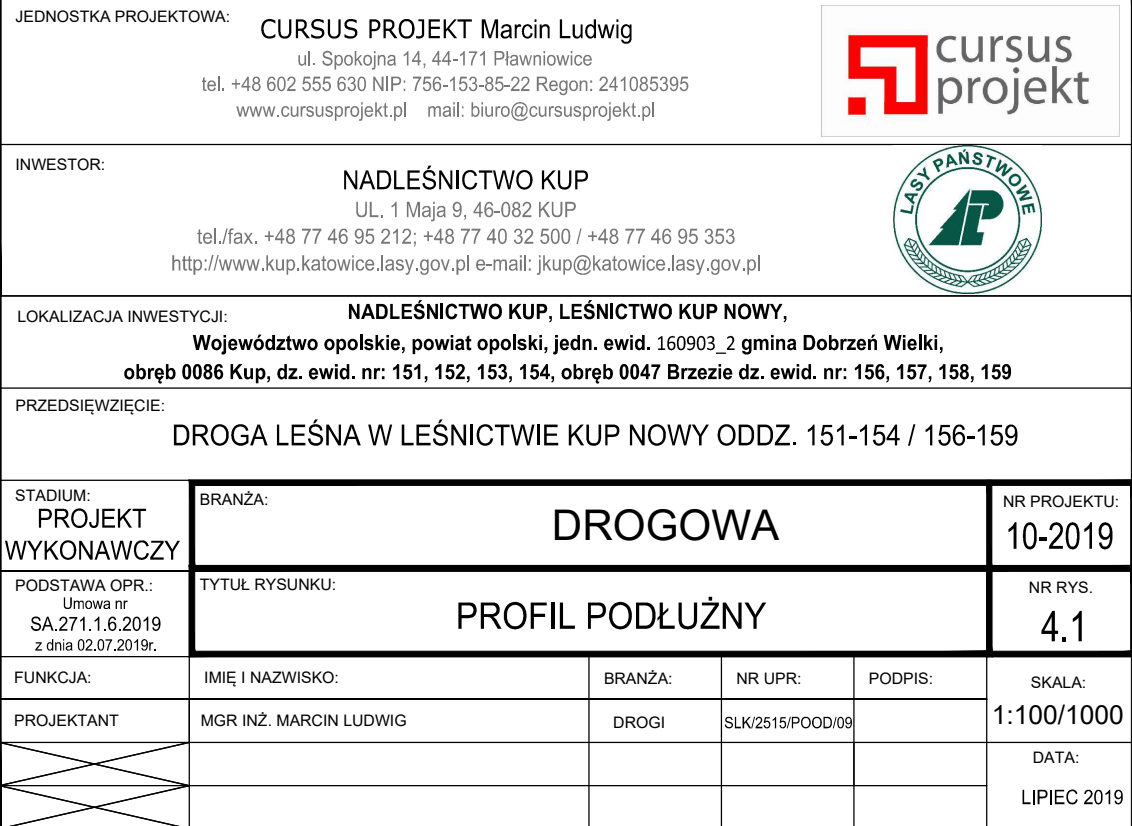 JEDNOSTKA PROJEKTOWA:
CURSUS PROJEKT Marcin Ludwig
ul. Spokojna 14, 44-171 Pławniowice
tel. +48 602 555 630 NIP: 756-153-85-22 Regon: 241085395
www.cursusprojekt.pl mail: biuro@cursusprojekt.pl
cursus
projekt
INWESTOR:
NADLEŚNICTWO KUP
UL. 1 Maja 9, 46-082 KUP
tel./fax. +48 77 46 95 212; +48 77 40 32 500 / +48 77 46 95 353
http://www.kup.katowice.lasy.gov.pl e-mail: jkup@katowice.lasy.gov.pl
LASY PAŃSTWOWE
LOKALIZACJA INWESTYCJI:
NADLEŚNICTWO KUP, LEŚNICTWO KUP NOWY,
Województwo opolskie, powiat opolski, jedn. ewid. 160903_2 gmina Dobrzeń Wielki,
obręb 0086 Kup, dz. ewid. nr: 151, 152, 153, 154, obręb 0047 Brzezie dz. ewid. nr: 156, 157, 158, 159
PRZEDSIĘWZIĘCIE:
DROGA LEŚNA W LEŚNICTWIE KUP NOWY ODDZ. 151-154 / 156-159
STADIUM:
PROJEKT
WYKONAWCZY
BRANŻA:
DROGOWA
NR PROJEKTU:
10-2019
PODSTAWA OPR.:
Umowa nr
SA.271.1.6.2019
z dnia 02.07.2019r.
TYTUŁ RYSUNKU:
PROFIL PODŁUŻNY
NR RYS.
4.1
FUNKCJA:
IMIĘ I NAZWISKO:
BRANŻA:
NR UPR:
PODPIS:
SKALA:
1:100/1000
PROJEKTANT
MGR INŻ. MARCIN LUDWIG
DROGI
SLK/2515/POOD/09
DATA:
LIPIEC 2019